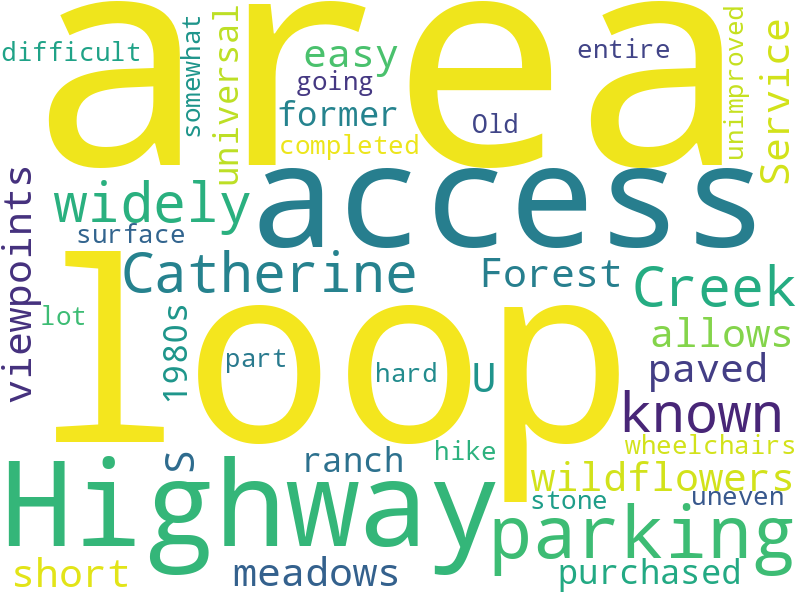 area
loop
access
Highway
parking
Catherine
Creek
known
widely
wildflowers
Forest
U
S
Service
universal
viewpoints
1980s
easy
former
short
meadows
ranch
purchased
allows
paved
difficult
somewhat
going
completed
Old
entire
unimproved
surface
lot
part
hard
hike
stone
uneven
wheelchairs